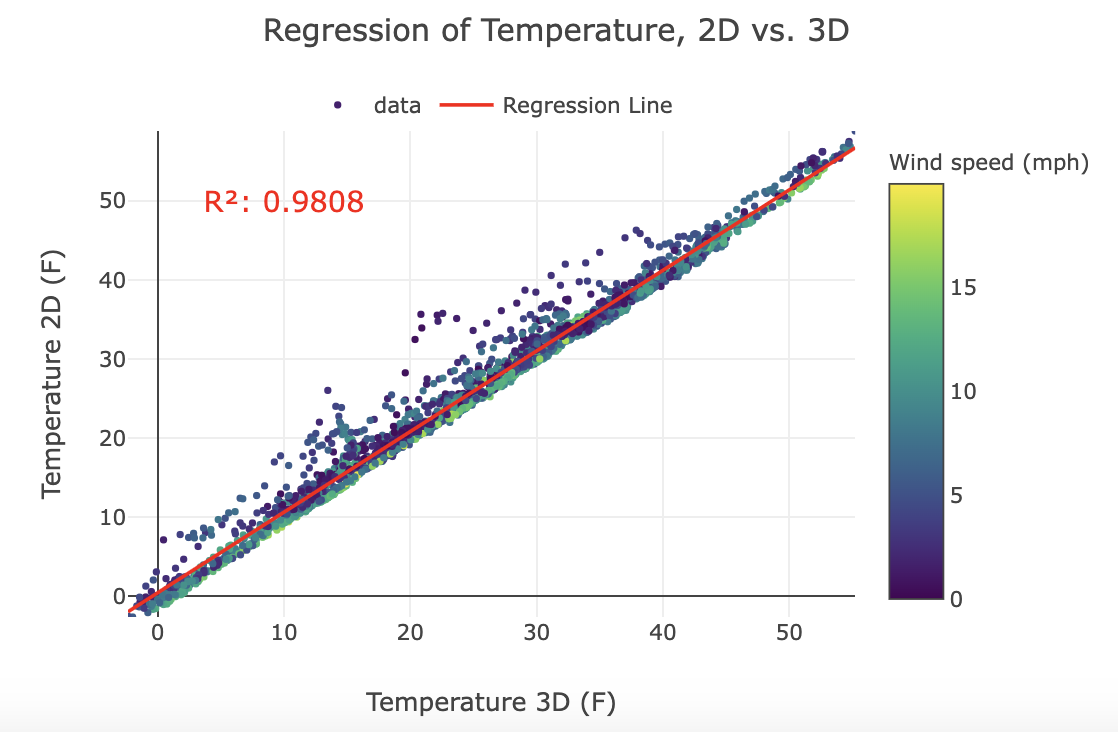 Regression of Temperature, 2D vs. 3D
data Regression Line
Wind speed (mph)
R²: 0.9808
50
40
30
20
10
0
Temperature 2D (F)
15
10
5
0
0 10 20 30 40 50
Temperature 3D (F)